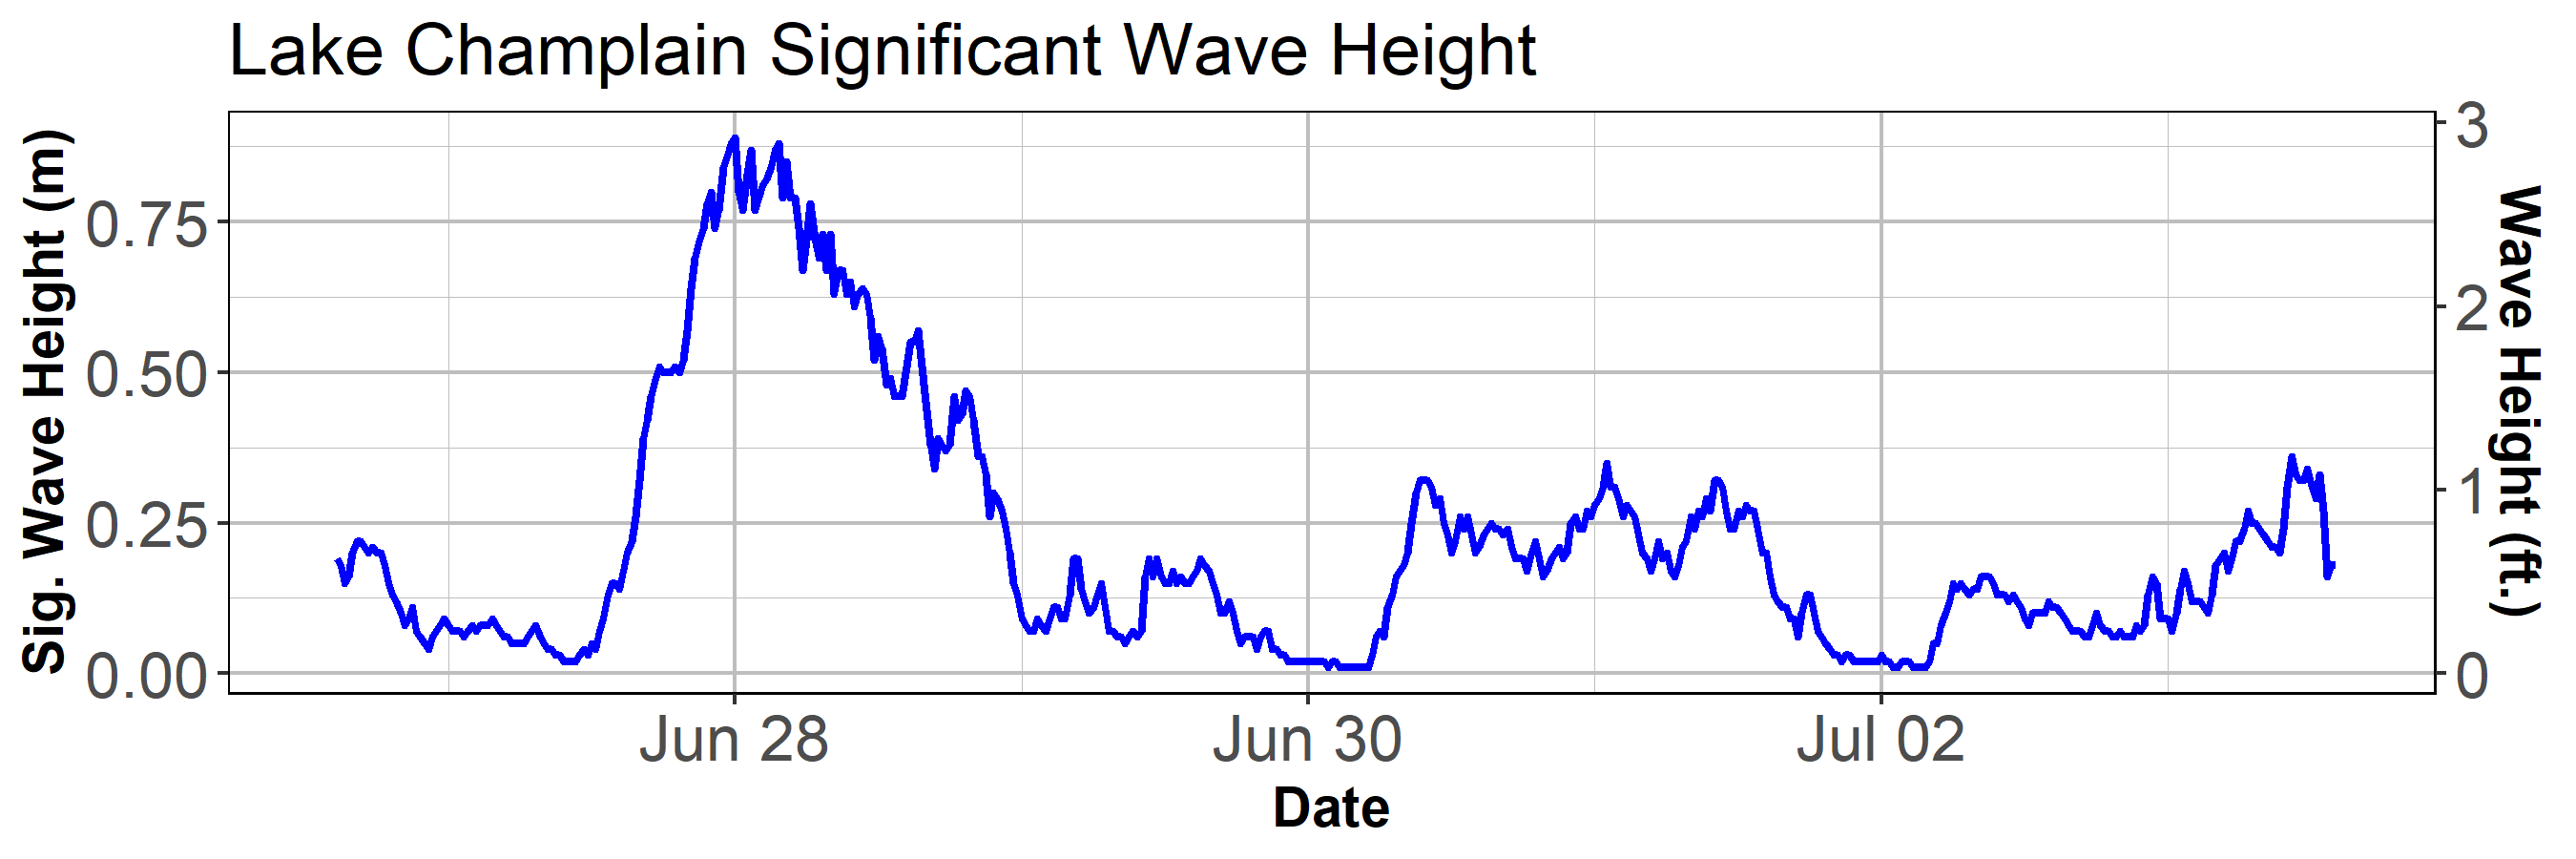 Lake Champlain Significant Wave Height
Sig. Wave Height (m)
0.75
0.50
0.25
0.00
3
2
1
0
Wave Height (ft.)
Jun 28
Jun 30
Jul 02
Date